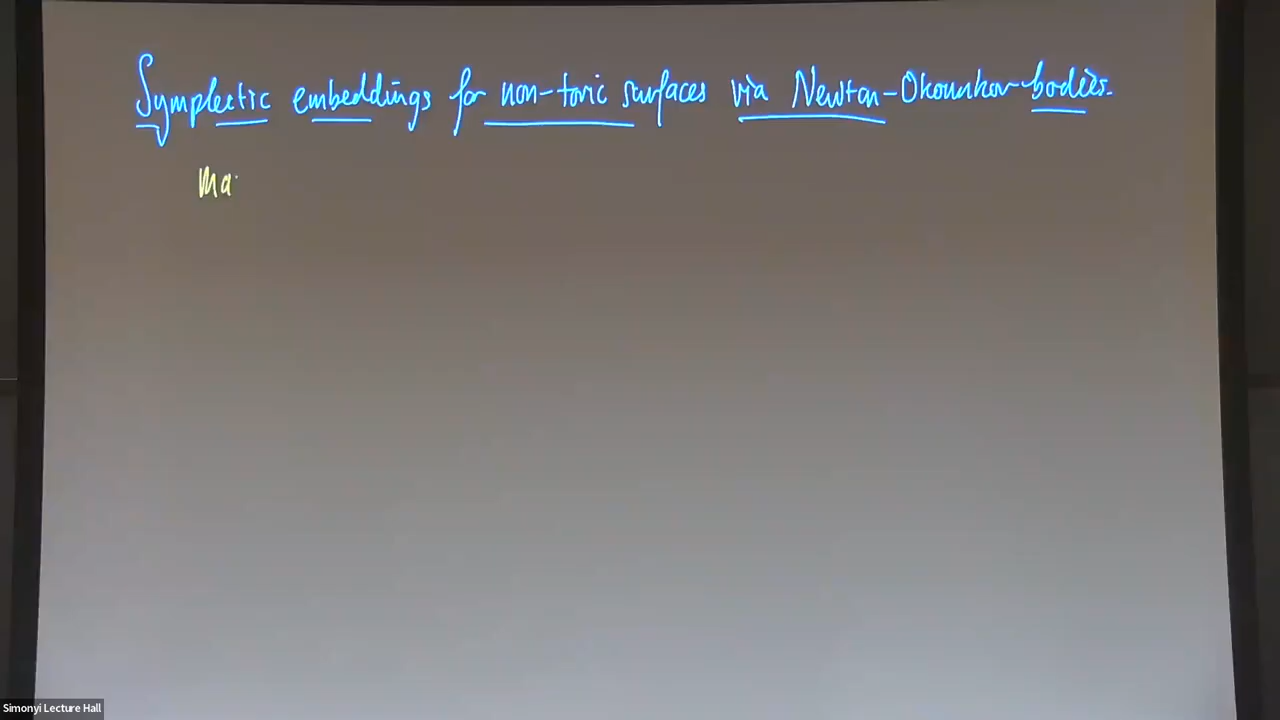 Symplectic embeddings for non-toric surfaces via Newton-Okounkov bodies.
Ma
Simonyi Lecture Hall